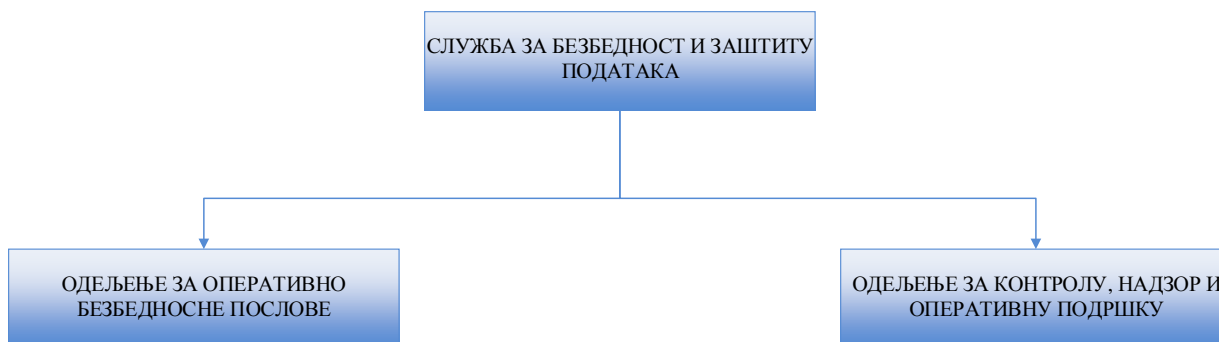 СЛУЖБА ЗА БЕЗБЕДНОСТ И ЗАШТИТУ
ПОДАТАКА
ОДЕЉЕЊЕ ЗА ОПЕРАТИВНО
БЕЗБЕДНОСНЕ ПОСЛОВЕ
ОДЕЉЕЊЕ ЗА КОНТРОЛУ, НАДЗОР И
ОПЕРАТИВНУ ПОДРШКУ